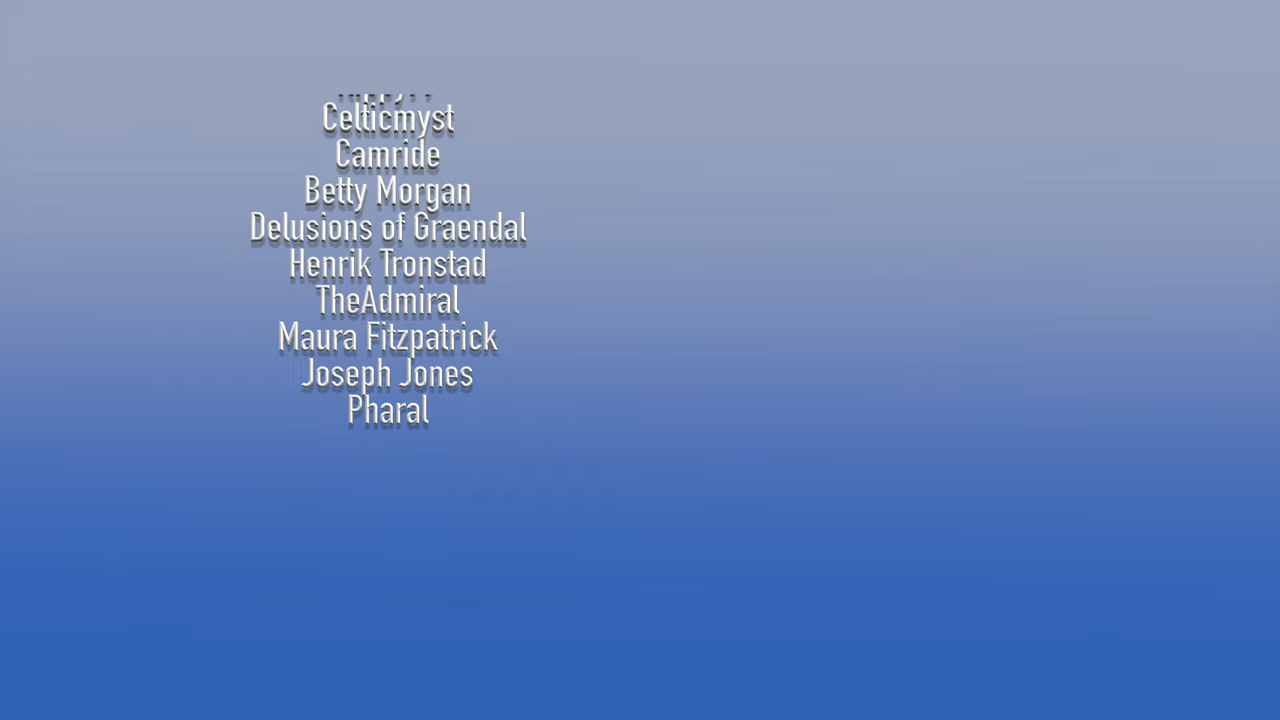 Celticmyst
Camride
Betty Morgan
Delusions of Graendal
Henrik Tronstad
TheAdmiral
Maura Fitzpatrick
Joseph Jones
Pharal